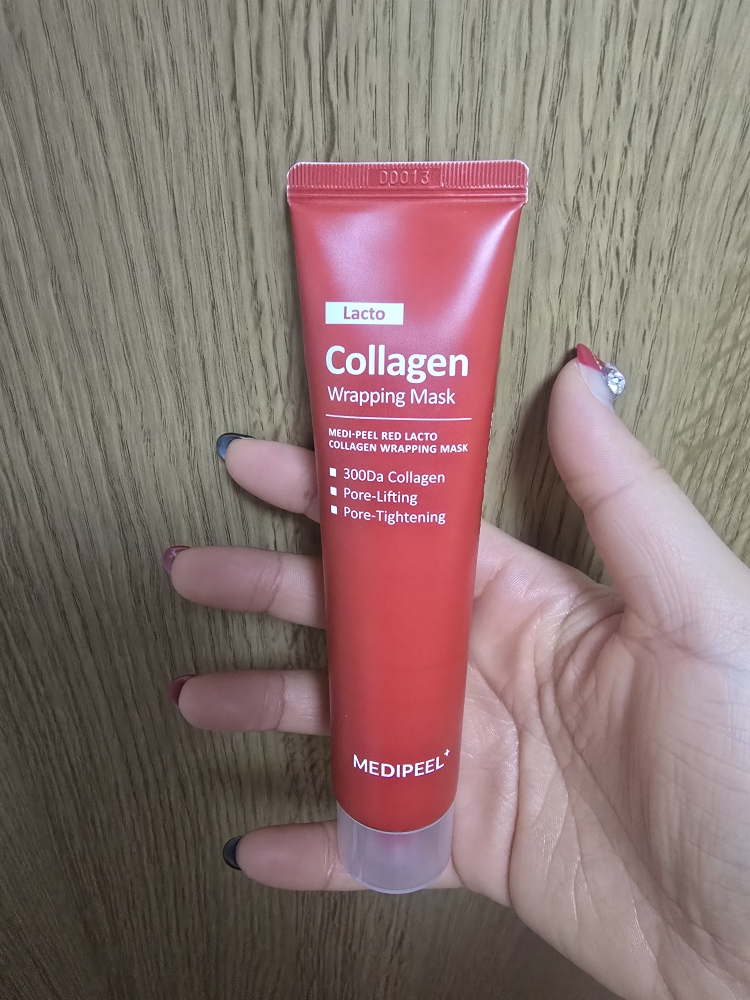 00013
Lacto
Collagen
Wrapping Mask
MEDI-PEEL RED LACTO
COLLAGEN WRAPPING MASK
300Da Collagen
Pore-Lifting
Pore-Tightening
MEDIPEEL+